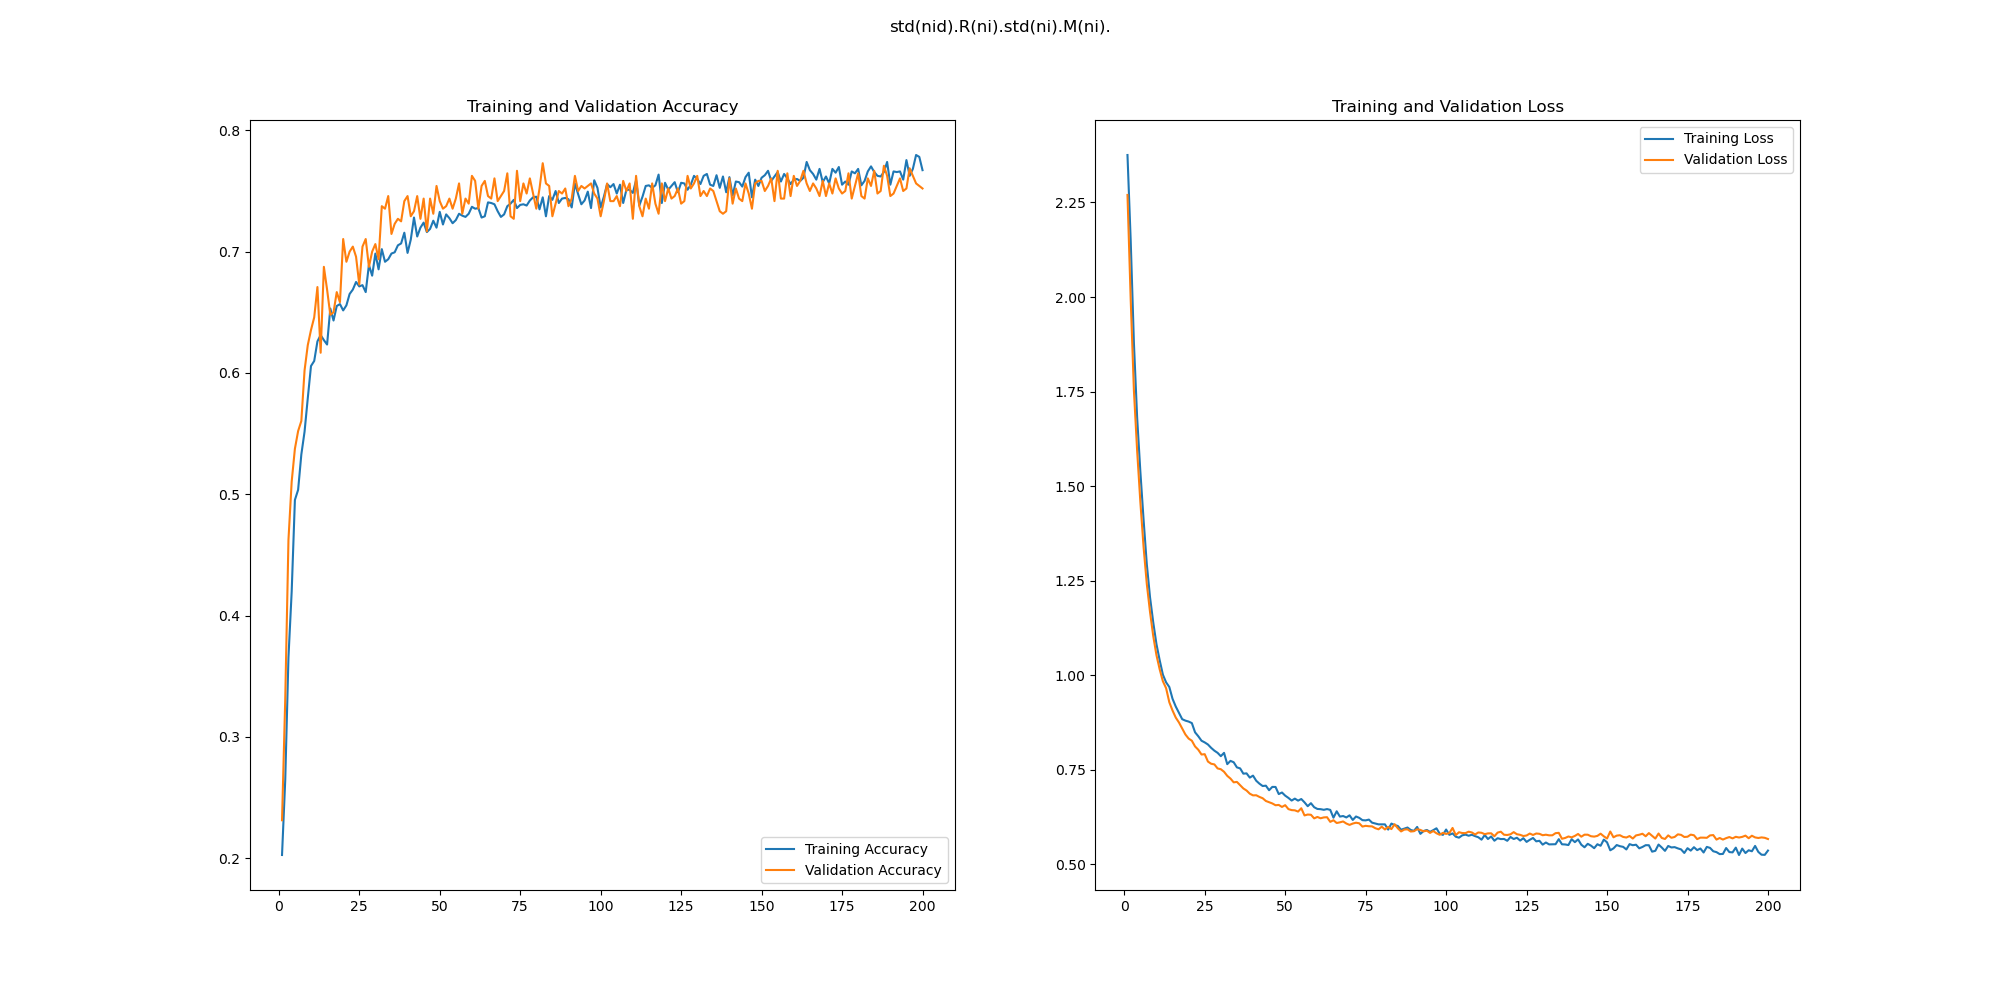 std(nid).R(ni).std(ni).M(ni).
Training and Validation Accuracy
0.8
0.7
0.6
0.5
0.4
0.3
0.2
0 25 50 75 100 125 150 175 200
Training Accuracy
Validation Accuracy
Training and Validation Loss
2.25
2.00
1.75
1.50
1.25
1.00
0.75
0.50
0 25 50 75 100 125 150 175 200
Training Loss
Validation Loss